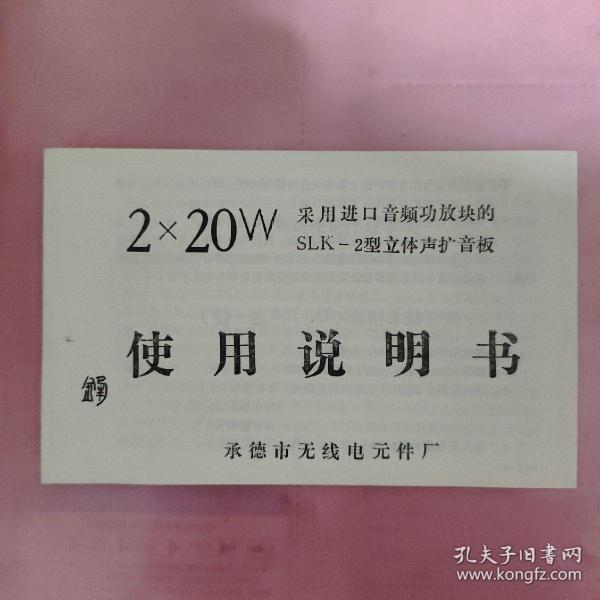 2×20W
采用进口音频功放块的
SLK-2型立体声扩音板
使用说明书
承德市无线电元件厂
孔夫子旧书网
www.kongfz.com